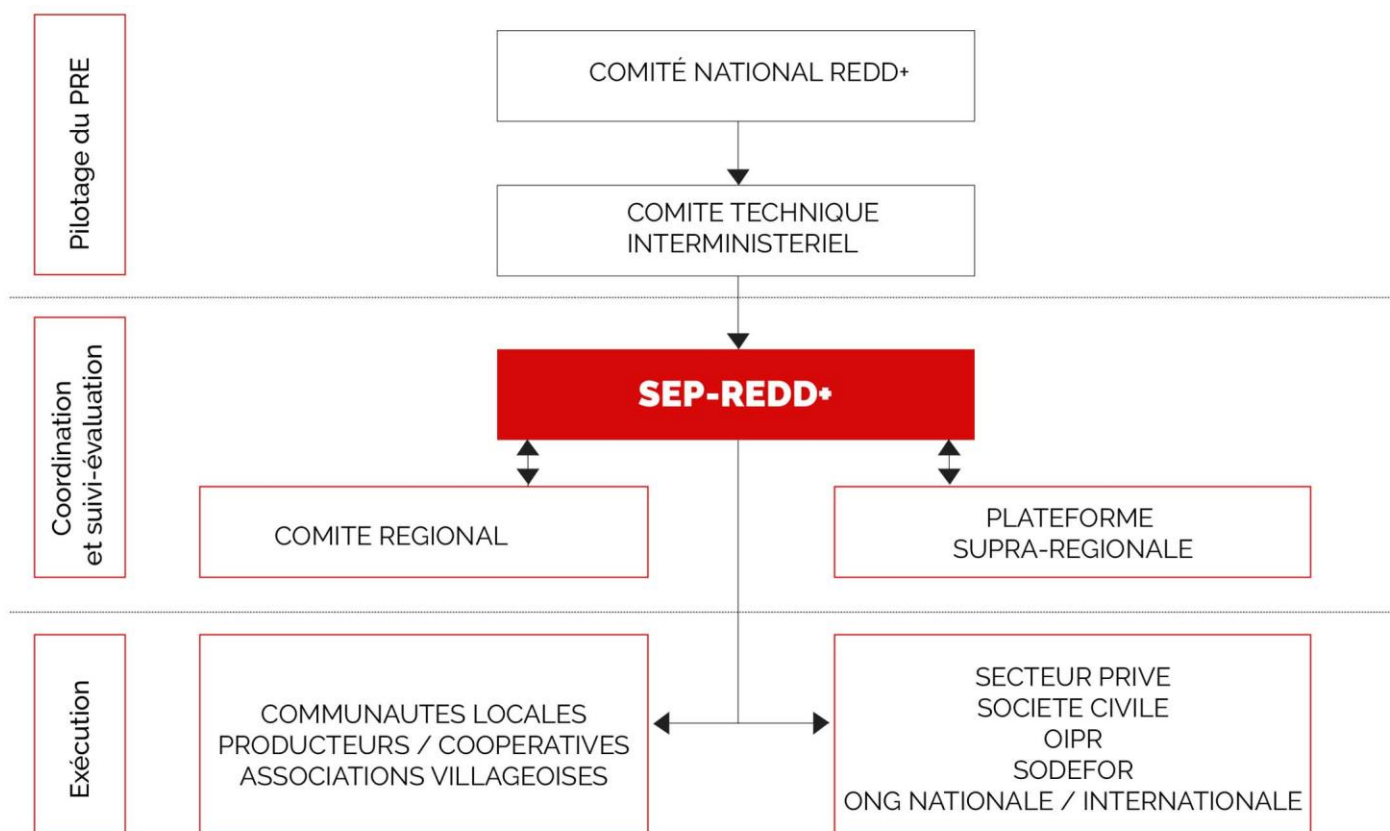 Pilotage du PRE
COMITÉ NATIONAL REDD+
COMITE TECHNIQUE
INTERMINISTERIEL
Coordination
et suivi-évaluation
SEP-REDD+
COMITE REGIONAL
PLATEFORME
SUPRA-REGIONALE
Exécution
COMMUNAUTES LOCALES
PRODUCTEURS / COOPERATIVES
ASSOCIATIONS VILLAGEOISES
SECTEUR PRIVE
SOCIETE CIVILE
OIPR
SODEFOR
ONG NATIONALE / INTERNATIONALE